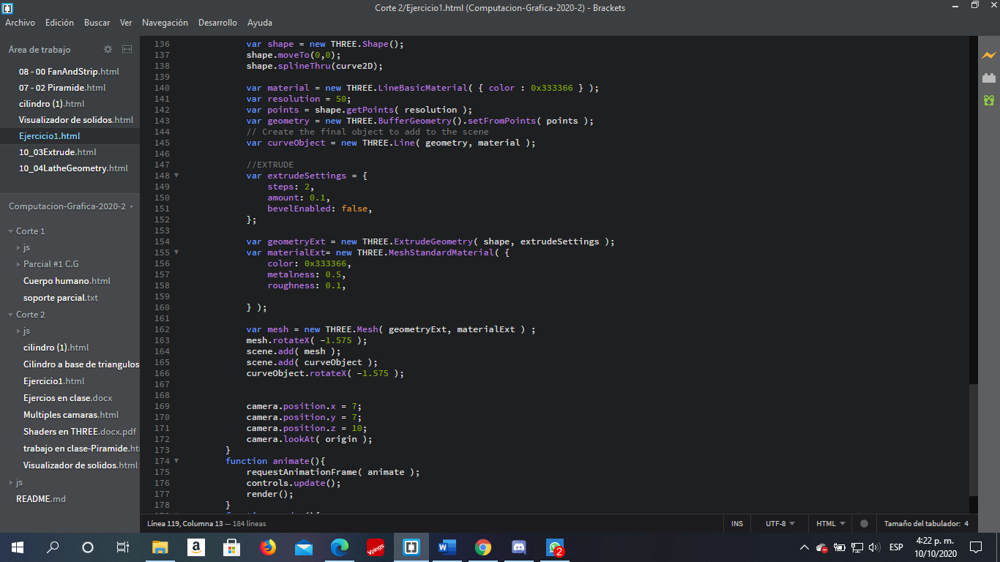 Corte 2/Ejercicio1.html (Computacion-Grafica-2020-2) - Brackets
Archivo Edición Buscar Ver Navegación Desarrollo Ayuda
Área de trabajo
08 - 00 FanAndStrip.html
07 - 02 Piramide.html
cilindro (1).html
Visualizador de solidos.html
Ejercicio1.html
10_03Extrude.html
10_04LatheGeometry.html
Computacion-Grafica-2020-2
Corte 1
js
Parcial #1 C.G
Cuerpo humano.html
soporte parcial.txt
Corte 2
js
cilindro (1).html
Cilindro a base de triangulos
Ejercicio1.html
Ejercios en clase.docx
Multiples camaras.html
Shaders en THREE.docx.pdf
trabajo en clase-Piramide.ht
Visualizador de solidos.html
js
README.md
136 var shape = new THREE.Shape();
137 shape.moveTo(0,0);
138 shape.splineThru(curve2D);
139
140 var material = new THREE.LineBasicMaterial( { color : 0x333366 } );
141 var resolution = 50;
142 var points = shape.getPoints( resolution );
143 var geometry = new THREE.BufferGeometry().setFromPoints( points );
144 // Create the final object to add to the scene
145 var curveObject = new THREE.Line( geometry, material );
146
147 //EXTRUDE
148 var extrudeSettings = {
149 steps: 2,
150 amount: 0.1,
151 bevelEnabled: false,
152 };
153
154 var geometryExt = new THREE.ExtrudeGeometry( shape, extrudeSettings );
155 var materialExt= new THREE.MeshStandardMaterial( {
156 color: 0x333366,
157 metalness: 0.5,
158 roughness: 0.1,
159
160 } );
161
162 var mesh = new THREE.Mesh( geometryExt, materialExt ) ;
163 mesh.rotateX( -1.575 );
164 scene.add( mesh );
165 scene.add( curveObject );
166 curveObject.rotateX( -1.575 );
167
168
169 camera.position.x = 7;
170 camera.position.y = 7;
171 camera.position.z = 10;
172 camera.lookAt( origin );
173 }
174 function animate(){
175 requestAnimationFrame( animate );
176 controls.update();
177 render();
178 }
Línea 119, Columna 13 — 184 líneas
INS UTF-8 HTML Tamaño del tabulador: 4
a
Vpings
2
ESP
4:22 p. m.
10/10/2020